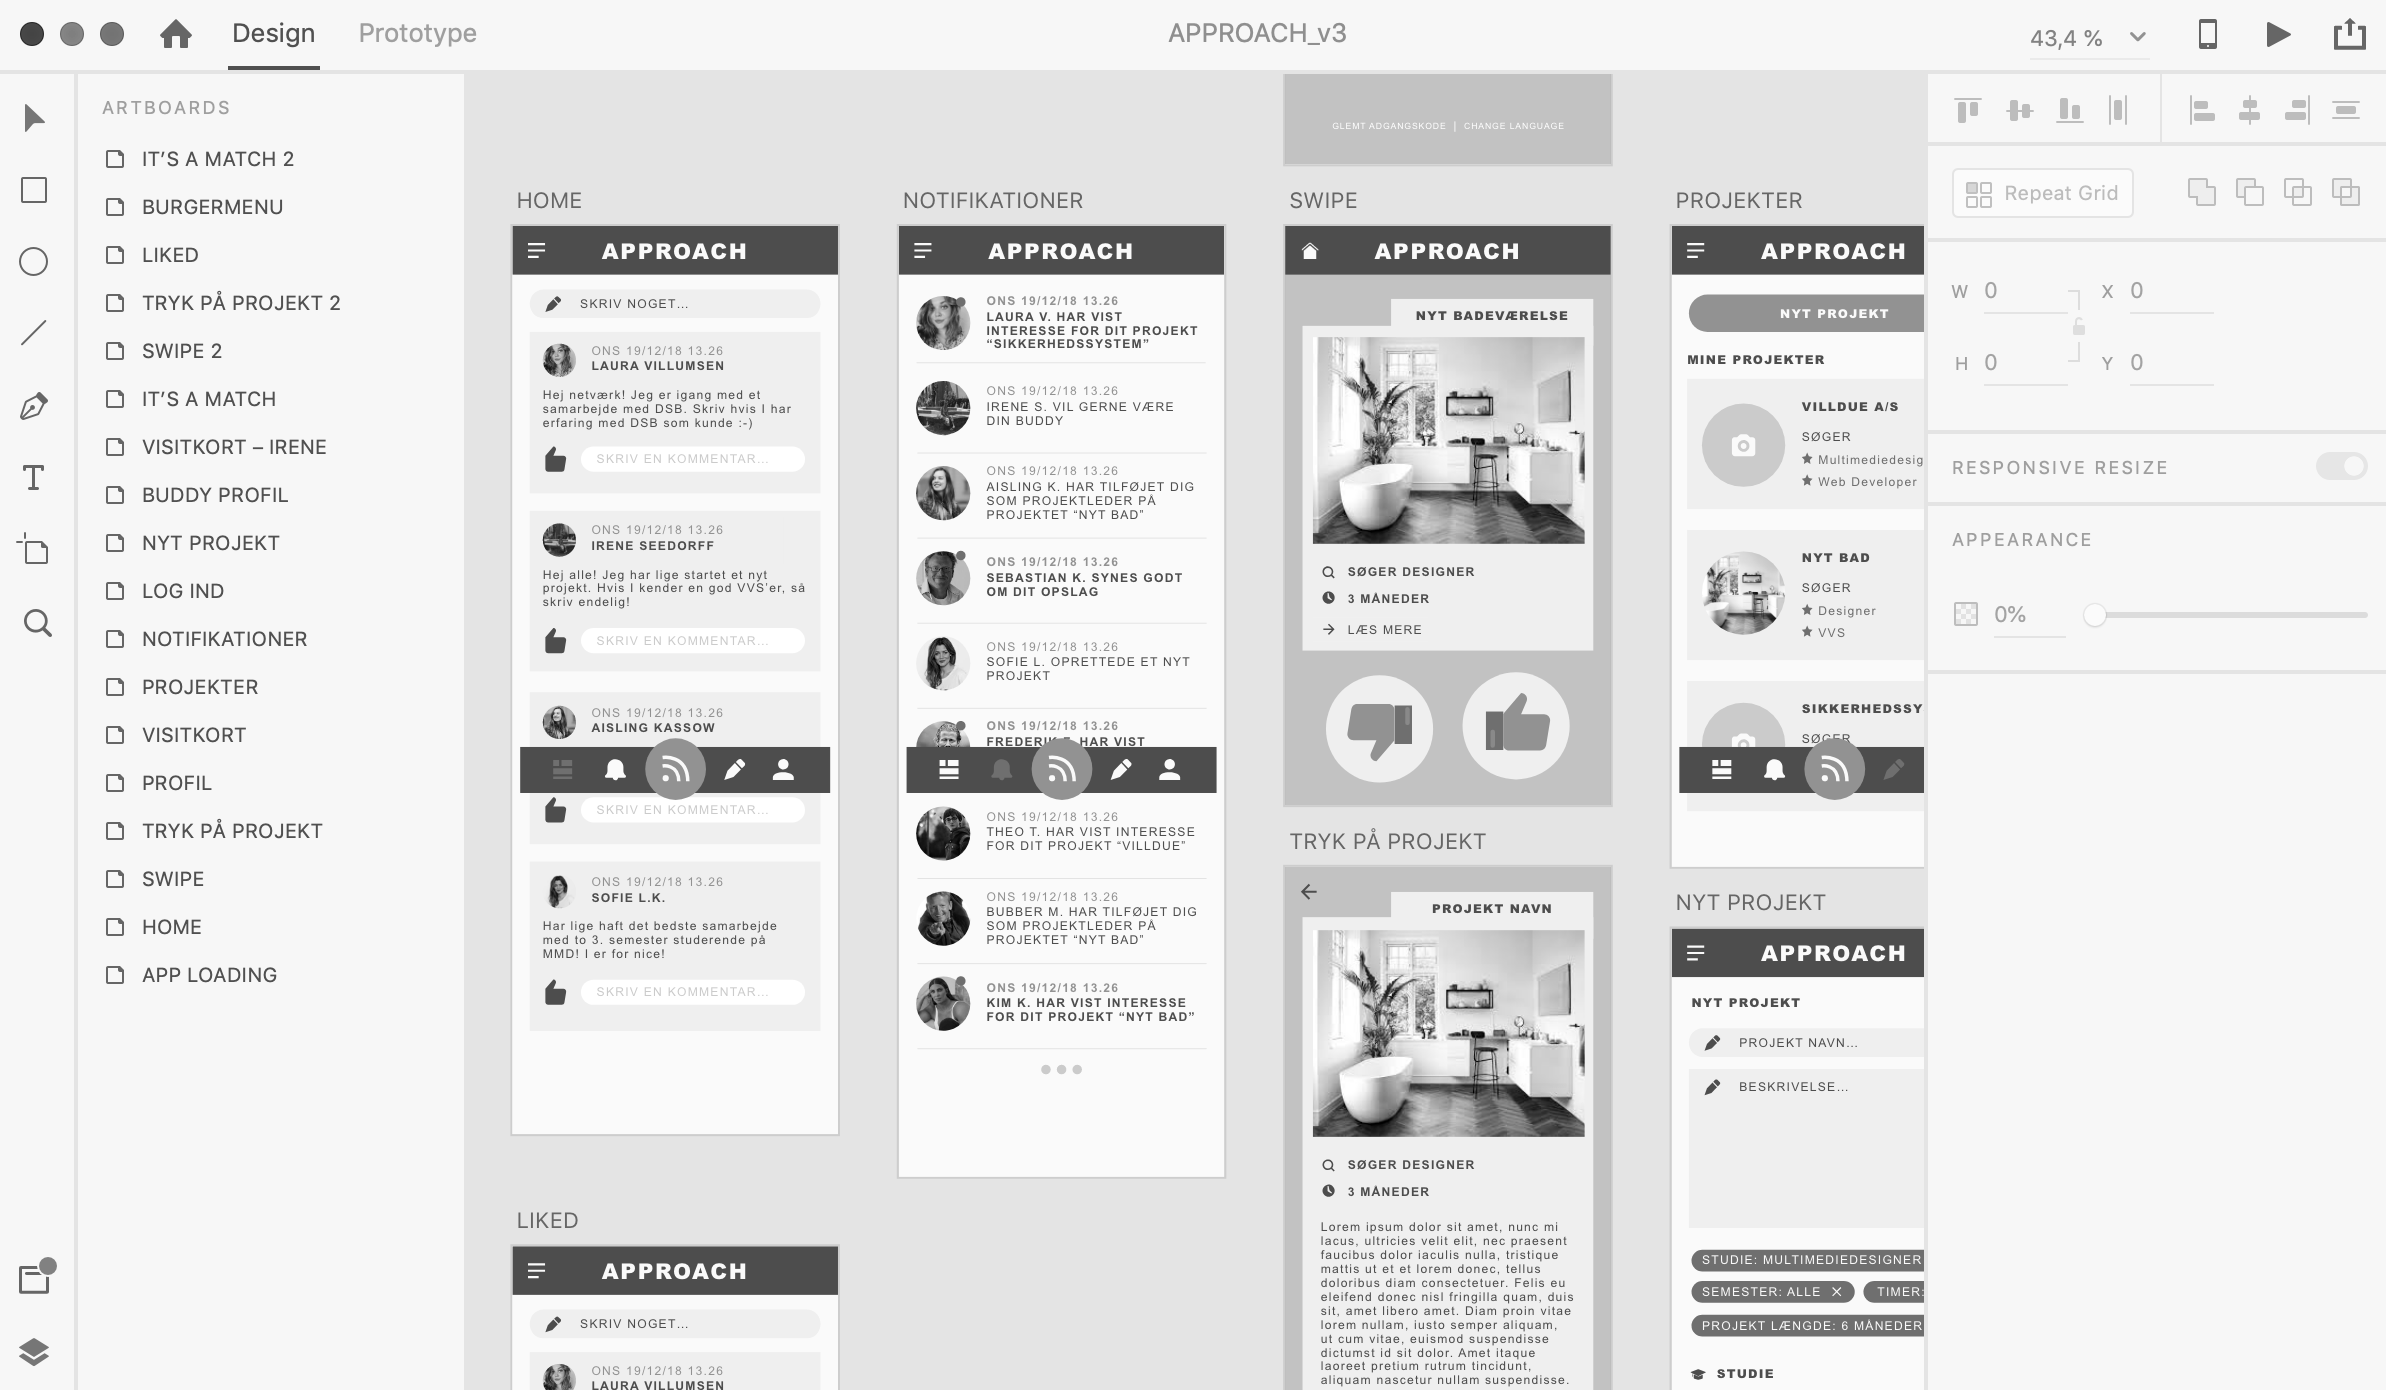 Design
Prototype
APPROACH_v3
43,4 %
ARTBOARDS
IT’S A MATCH 2
BURGERMENU
LIKED
TRYK PÅ PROJEKT 2
SWIPE 2
IT’S A MATCH
VISITKORT – IRENE
BUDDY PROFIL
NYT PROJEKT
LOG IND
NOTIFIKATIONER
PROJEKTER
VISITKORT
PROFIL
TRYK PÅ PROJEKT
SWIPE
HOME
APP LOADING
HOME
APPROACH
SKRIV NOGET...
ONS 19/12/18 13.26
LAURA VILLUMSEN
Hej netværk! Jeg er igang med et
samarbejde med DSB. Skriv hvis I har
erfaring med DSB som kunde :-)
SKRIV EN KOMMENTAR...
ONS 19/12/18 13.26
IRENE SEEDORFF
Hej alle! Jeg har lige startet et nyt
projekt. Hvis I kender en god VVS’er, så
skriv endelig!
SKRIV EN KOMMENTAR...
ONS 19/12/18 13.26
AISLING KASSOW
SKRIV EN KOMMENTAR...
ONS 19/12/18 13.26
SOFIE L.K.
Har lige haft det bedste samarbejde
med to 3. semester studerende på
MMD! I er for nice!
SKRIV EN KOMMENTAR...
LIKED
APPROACH
SKRIV NOGET...
ONS 19/12/18 13.26
LAURA VILLUMSEN
NOTIFIKATIONER
APPROACH
ONS 19/12/18 13.26
LAURA V. HAR VIST
INTERESSE FOR DIT PROJEKT
“SIKKERHEDSSYSTEM”
ONS 19/12/18 13.26
IRENE S. VIL GERNE VÆRE
DIN BUDDY
ONS 19/12/18 13.26
AISLING K. HAR TILFØJET DIG
SOM PROJEKTLEDER PÅ
PROJEKTET “NYT BAD”
ONS 19/12/18 13.26
SEBASTIAN K. SYNES GODT
OM DIT OPSLAG
ONS 19/12/18 13.26
SOFIE L. OPRETTEDE ET NYT
PROJEKT
ONS 19/12/18 13.26
HAR VIST
ONS 19/12/18 13.26
THEO T. HAR VIST INTERESSE
FOR DIT PROJEKT “VILLDUE”
ONS 19/12/18 13.26
BUBBER M. HAR TILFØJET DIG
SOM PROJEKTLEDER PÅ
PROJEKTET “NYT BAD”
ONS 19/12/18 13.26
KIM K. HAR VIST INTERESSE
FOR DIT PROJEKT “NYT BAD”
GLEMT ADGANGSKODE | CHANGE LANGUAGE
SWIPE
APPROACH
NYT BADEVÆRELSE
SØGER DESIGNER
3 MÅNEDER
LÆS MERE
TRYK PÅ PROJEKT
PROJEKT NAVN
SØGER DESIGNER
3 MÅNEDER
Lorem ipsum dolor sit amet, nunc mi
lacus, ultricies velit elit, nec praesent
faucibus dolor iaculis nulla, tristique
mattis ut et et lorem donec, tellus
doloribus diam consectetuer. Felis eu
eleifend donec nisl fringilla quam, duis
sit, amet libero amet. Diam proin vitae
lorem nullam, iusto semper aliquam,
ut cum vitae, euismod suspendisse
dictumst id sit dolor. Amet itaque
laoreet pretium rutrum tincidunt,
aliquam nascetur nullam suspendisse.
PROJEKTER
APPROACH
NYT PROJEKT
MINE PROJEKTER
VILLDUE A/S
SØGER
Multimediedesig
Web Developer
NYT BAD
SØGER
Designer
VVS
SIKKERHEDSSY
SØGER
NYT PROJEKT
APPROACH
NYT PROJEKT
PROJEKT NAVN...
BESKRIVELSE...
STUDIE: MULTIMEDIEDESIGNER
SEMESTER: ALLE
TIMER:
PROJEKT LÆNGDE: 6 MÅNEDER
STUDIE
Repeat Grid
W 0 X 0
H 0 Y 0
RESPONSIVE RESIZE
APPEARANCE
0%